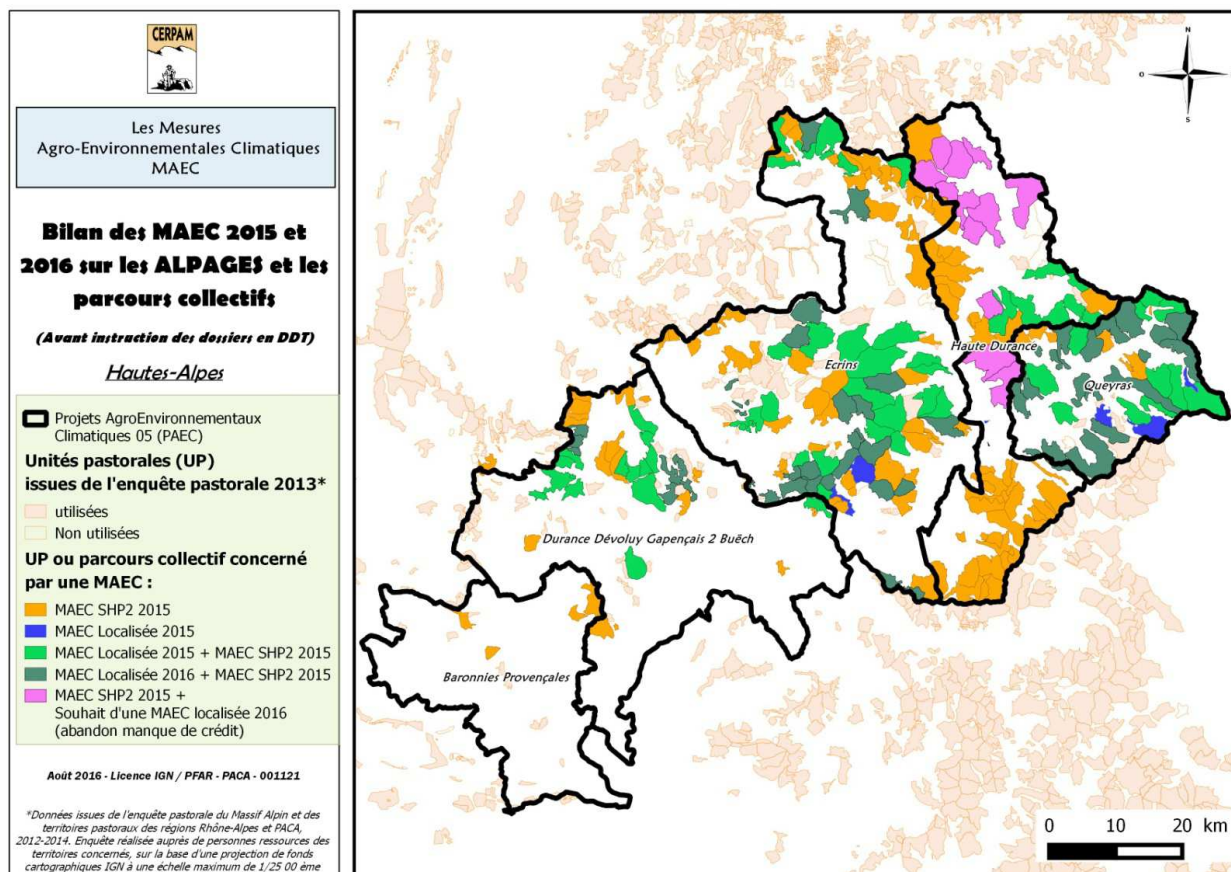 CERPAM
Les Mesures
Agro-Environnementales Climatiques
MAEC
Bilan des MAEC 2015 et
2016 sur les ALPAGES et les
parcours collectifs
(Avant instruction des dossiers en DDT)
Hautes-Alpes
Projets AgroEnvironnementaux
Climatiques 05 (PAEC)
Unités pastorales (UP)
issues de l'enquête pastorale 2013*
utilisées
Non utilisées
UP ou parcours collectif concerné
par une MAEC :
MAEC SHP2 2015
MAEC Localisée 2015
MAEC Localisée 2015 + MAEC SHP2 2015
MAEC Localisée 2016 + MAEC SHP2 2015
MAEC SHP2 2015 +
Souhait d'une MAEC localisée 2016
(abandon manque de crédit)
Août 2016 - Licence IGN / PFAR - PACA - 001121
*Données issues de l'enquête pastorale du Massif Alpin et des
territoires pastoraux des régions Rhône-Alpes et PACA,
2012-2014. Enquête réalisée auprès de personnes ressources des
territoires concernés, sur la base d'une projection de fonds
cartographiques IGN à une échelle maximum de 1/25 00 ème
N
O
E
S
Haute Durance
Ecrins
Queyras
Durance Dévoluy Gapençais 2 Buëch
Baronnies Provençales
0 10 20 km